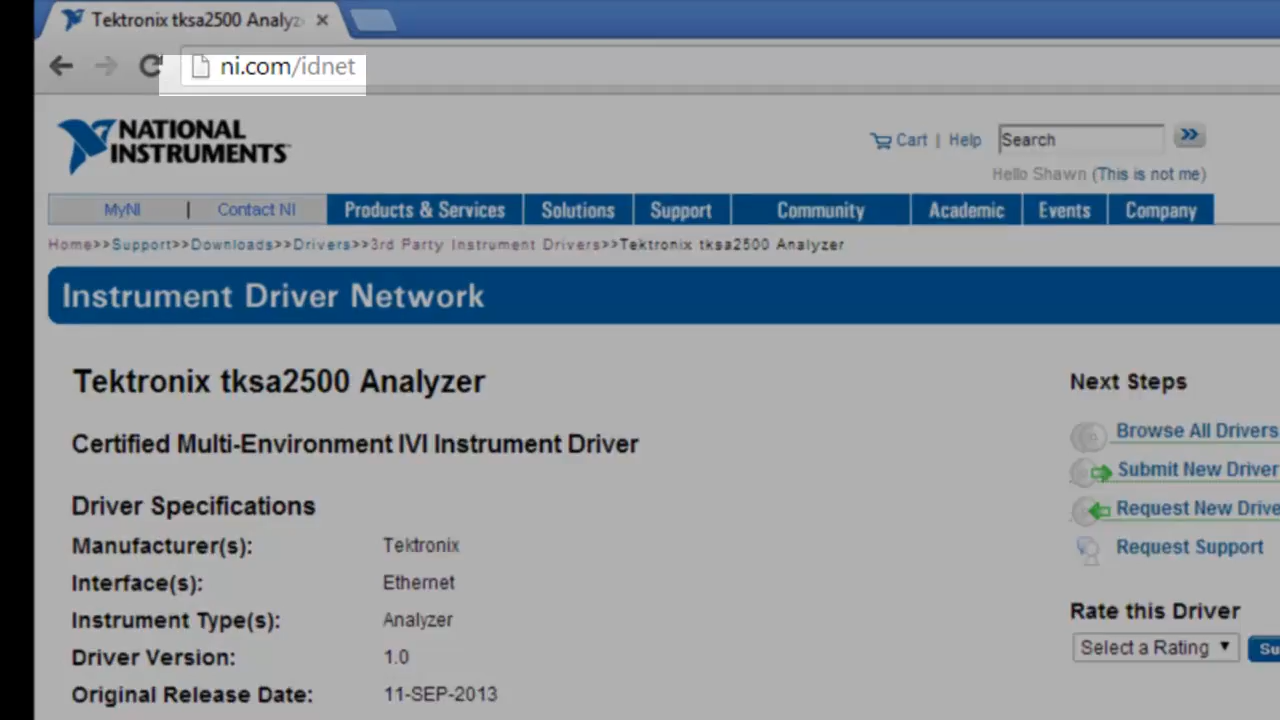 Tektronix tksa2500 Analyz
ni.com/idnet
NATIONAL
INSTRUMENTS
Cart | Help Search
Hello Shawn (This is not me)
MyNI | Contact NI Products & Services Solutions Support Community Academic Events Company
Home>>Support>>Downloads>>Drivers>>3rd Party Instrument Drivers>>Tektronix tksa2500 Analyzer
Instrument Driver Network
Tektronix tksa2500 Analyzer
Certified Multi-Environment IVI Instrument Driver
Driver Specifications
Manufacturer(s): Tektronix
Interface(s): Ethernet
Instrument Type(s): Analyzer
Driver Version: 1.0
Original Release Date: 11-SEP-2013
Next Steps
Browse All Drivers
Submit New Driver
Request New Drive
Request Support
Rate this Driver
Select a Rating Su